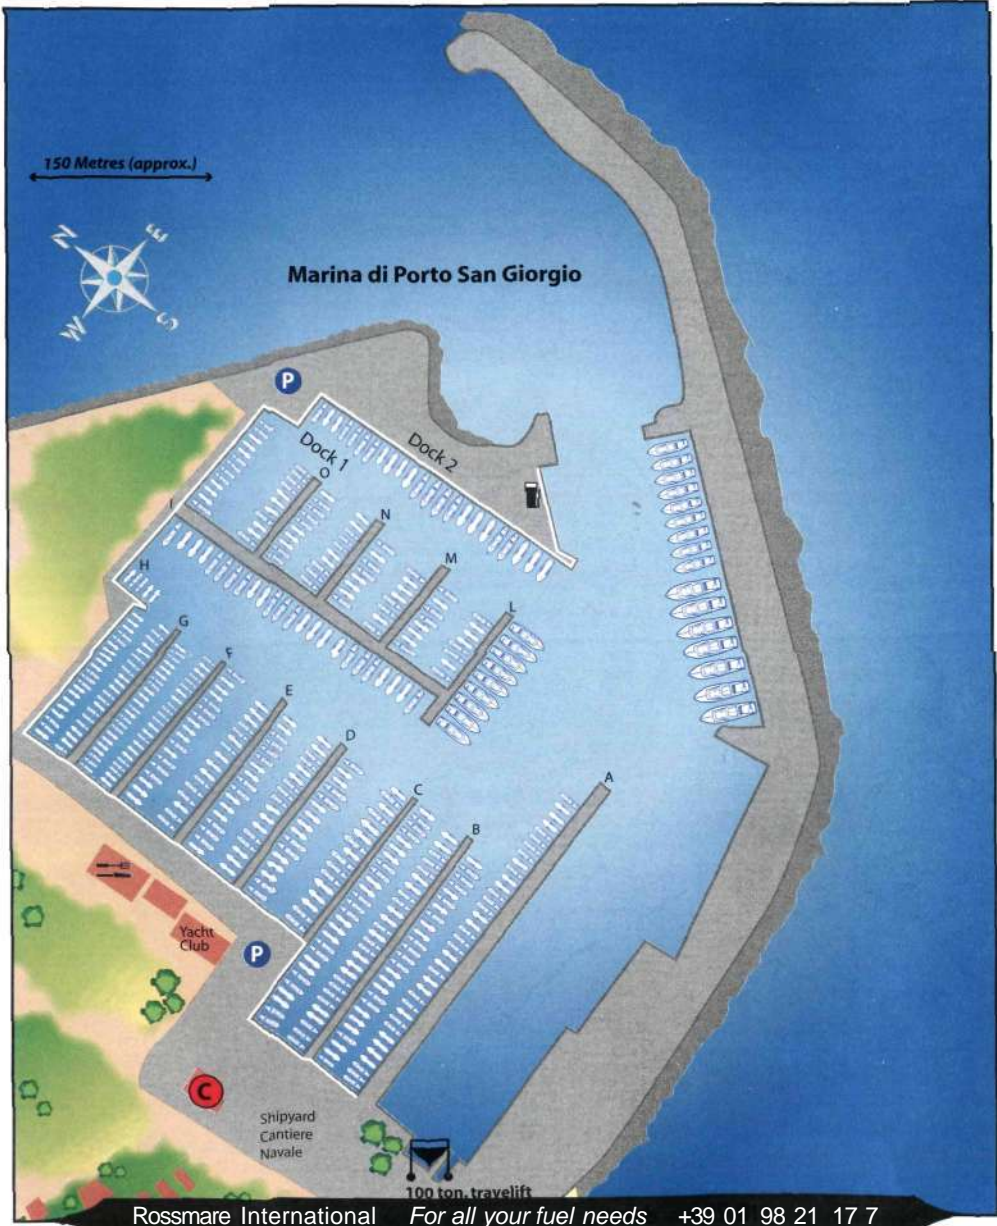 150 Metres (approx.)
N
E
W
S
Marina di Porto San Giorgio
P
Dock 1
Dock 2
O
N
M
L
I
H
G
F
E
D
C
B
A
Yacht
Club
P
C
Shipyard
Cantiere
Navale
100 ton. travelift
Rossmare International For all your fuel needs +39 01 98 21 17 7